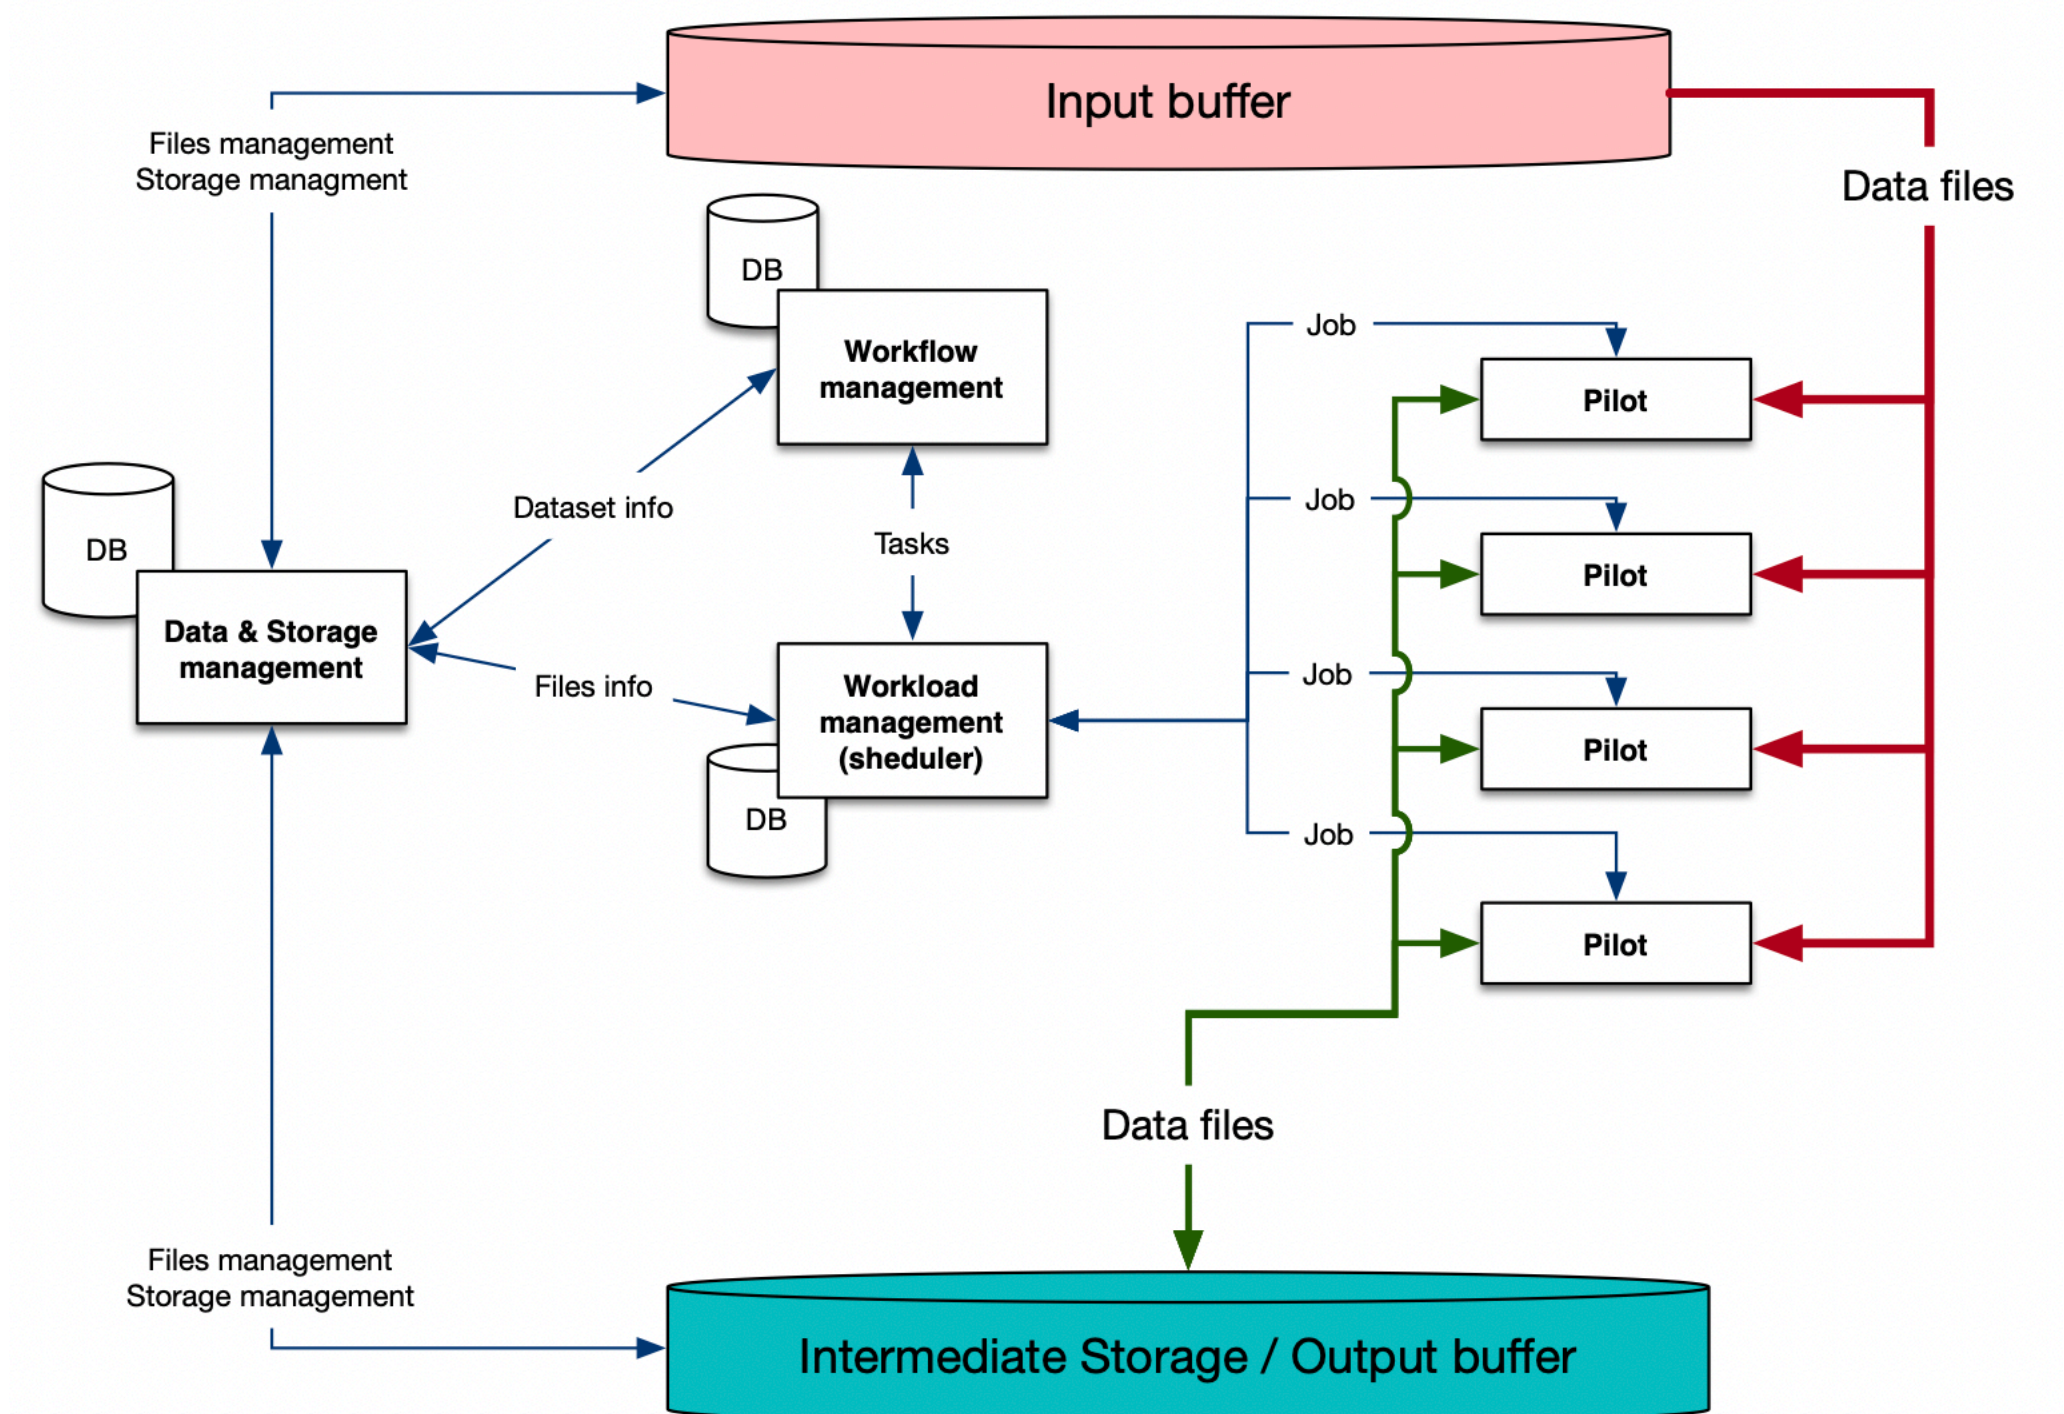 Input buffer
Files management
Storage managment
Data files
DB
Workflow
management
Job
Pilot
Dataset info
Job
Tasks
DB
Pilot
Data & Storage
management
Files info
Workload
management
(sheduler)
Job
Pilot
DB
Job
Pilot
Data files
Files management
Storage management
Intermediate Storage / Output buffer